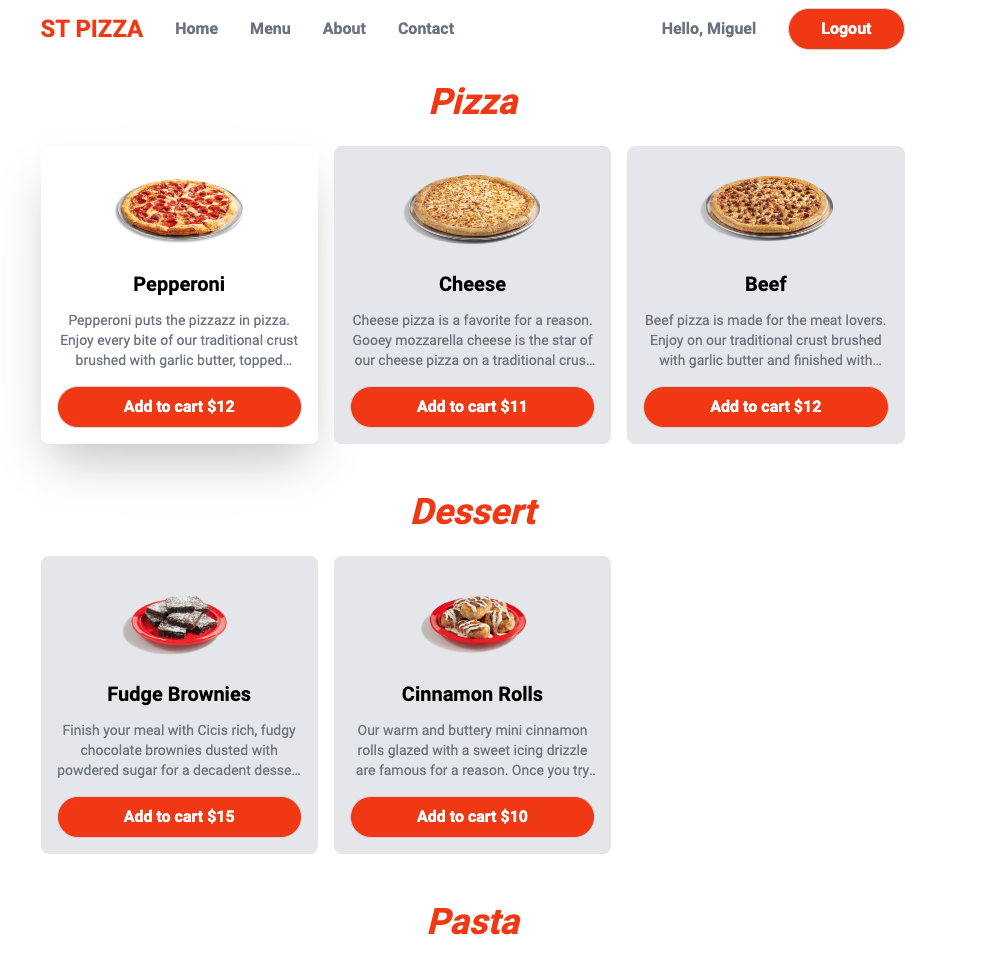 ST PIZZA Home Menu About Contact Hello, Miguel Logout
Pizza
Pepperoni
Pepperoni puts the pizzazz in pizza.
Enjoy every bite of our traditional crust
brushed with garlic butter, topped...
Add to cart $12
Cheese
Cheese pizza is a favorite for a reason.
Gooey mozzarella cheese is the star of
our cheese pizza on a traditional crus...
Add to cart $11
Beef
Beef pizza is made for the meat lovers.
Enjoy on our traditional crust brushed
with garlic butter and finished with...
Add to cart $12
Dessert
Fudge Brownies
Finish your meal with Cicis rich, fudgy
chocolate brownies dusted with
powdered sugar for a decadent desse...
Add to cart $15
Cinnamon Rolls
Our warm and buttery mini cinnamon
rolls glazed with a sweet icing drizzle
are famous for a reason. Once you try..
Add to cart $10
Pasta